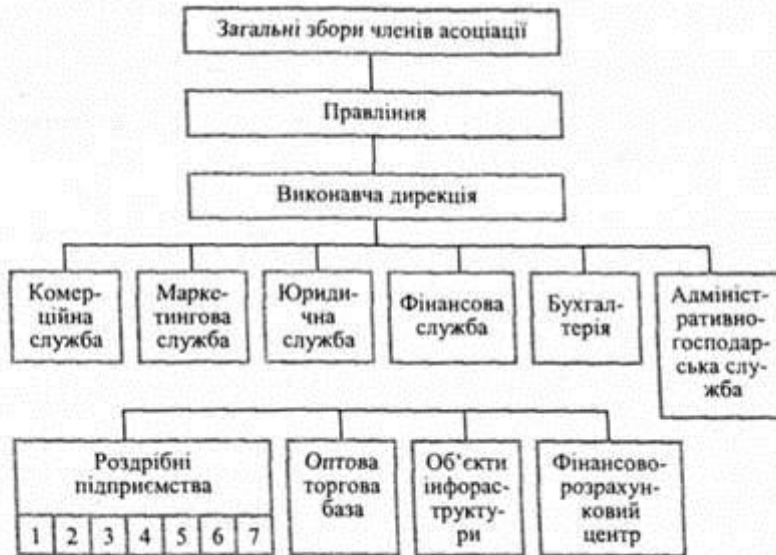 Загальні збори членів асоціації
Правління
Виконавча дирекція
Комер-
ційна
служба
Марке-
тингова
служба
Юриди-
чна
служба
Фінансова
служба
Бухгал-
терія
Адмініст-
ративно-
господар-
ська слу-
жба
Роздрібні
підприємства
1 2 3 4 5 6 7
Оптова
торгова
база
Об’єкти
інфорас-
трукту-
ри
Фінансово-
розрахун-
ковий
центр